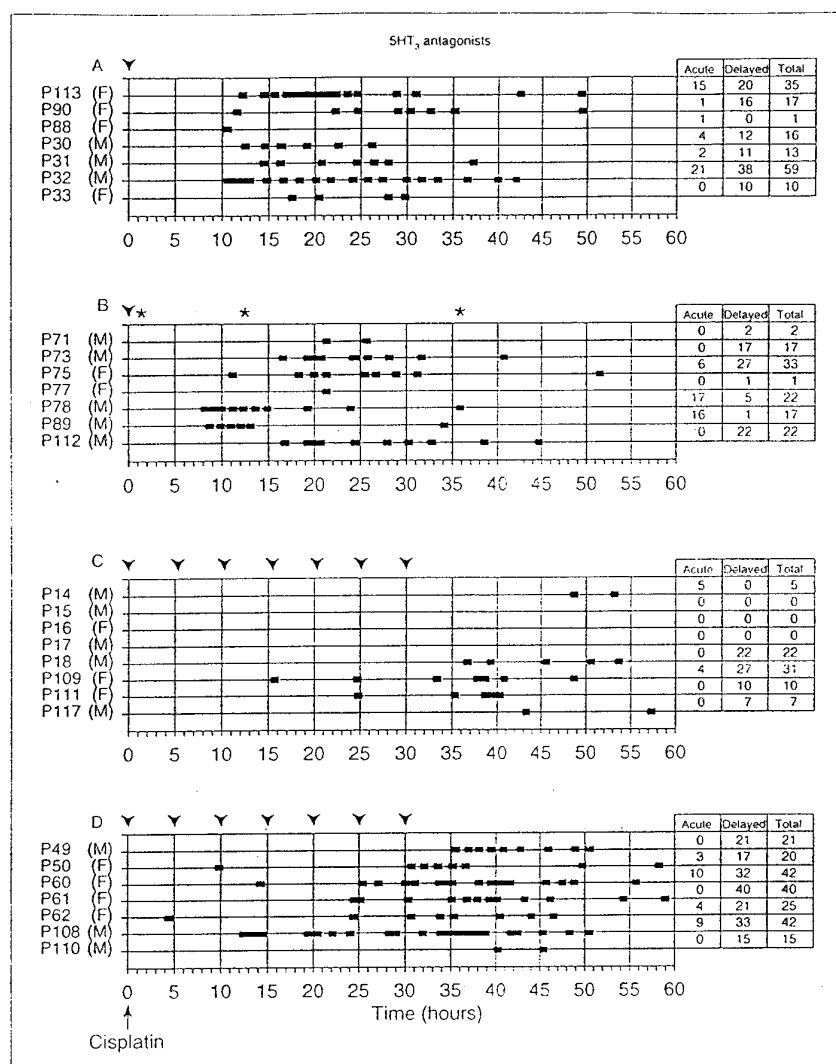 5HT3 antagonists
A
Acute Delayed Total
P113 (F) 15 20 35
P90 (F) 1 16 17
P88 (F) 1 0 1
P30 (M) 4 12 16
P31 (M) 2 11 13
P32 (M) 21 38 59
P33 (F) 0 10 10
0 5 10 15 20 25 30 35 40 45 50 55 60
B * * *
Acute Delayed Total
P71 (M) 0 2 2
P73 (M) 0 17 17
P75 (F) 6 27 33
P77 (F) 0 1 1
P78 (M) 17 5 22
P89 (M) 16 1 17
P112 (M) 0 22 22
0 5 10 15 20 25 30 35 40 45 50 55 60
C
Acute Delayed Total
P14 (M) 5 0 5
P15 (M) 0 0 0
P16 (F) 0 0 0
P17 (M) 0 0 0
P18 (M) 0 22 22
P109 (F) 4 27 31
P111 (F) 0 10 10
P117 (M) 0 7 7
0 5 10 15 20 25 30 35 40 45 50 55 60
D
Acute Delayed Total
P49 (M) 0 21 21
P50 (F) 3 17 20
P60 (F) 10 32 42
P61 (F) 0 40 40
P62 (F) 4 21 25
P108 (M) 9 33 42
P110 (M) 0 15 15
0 5 10 15 20 25 30 35 40 45 50 55 60
Time (hours)
Cisplatin